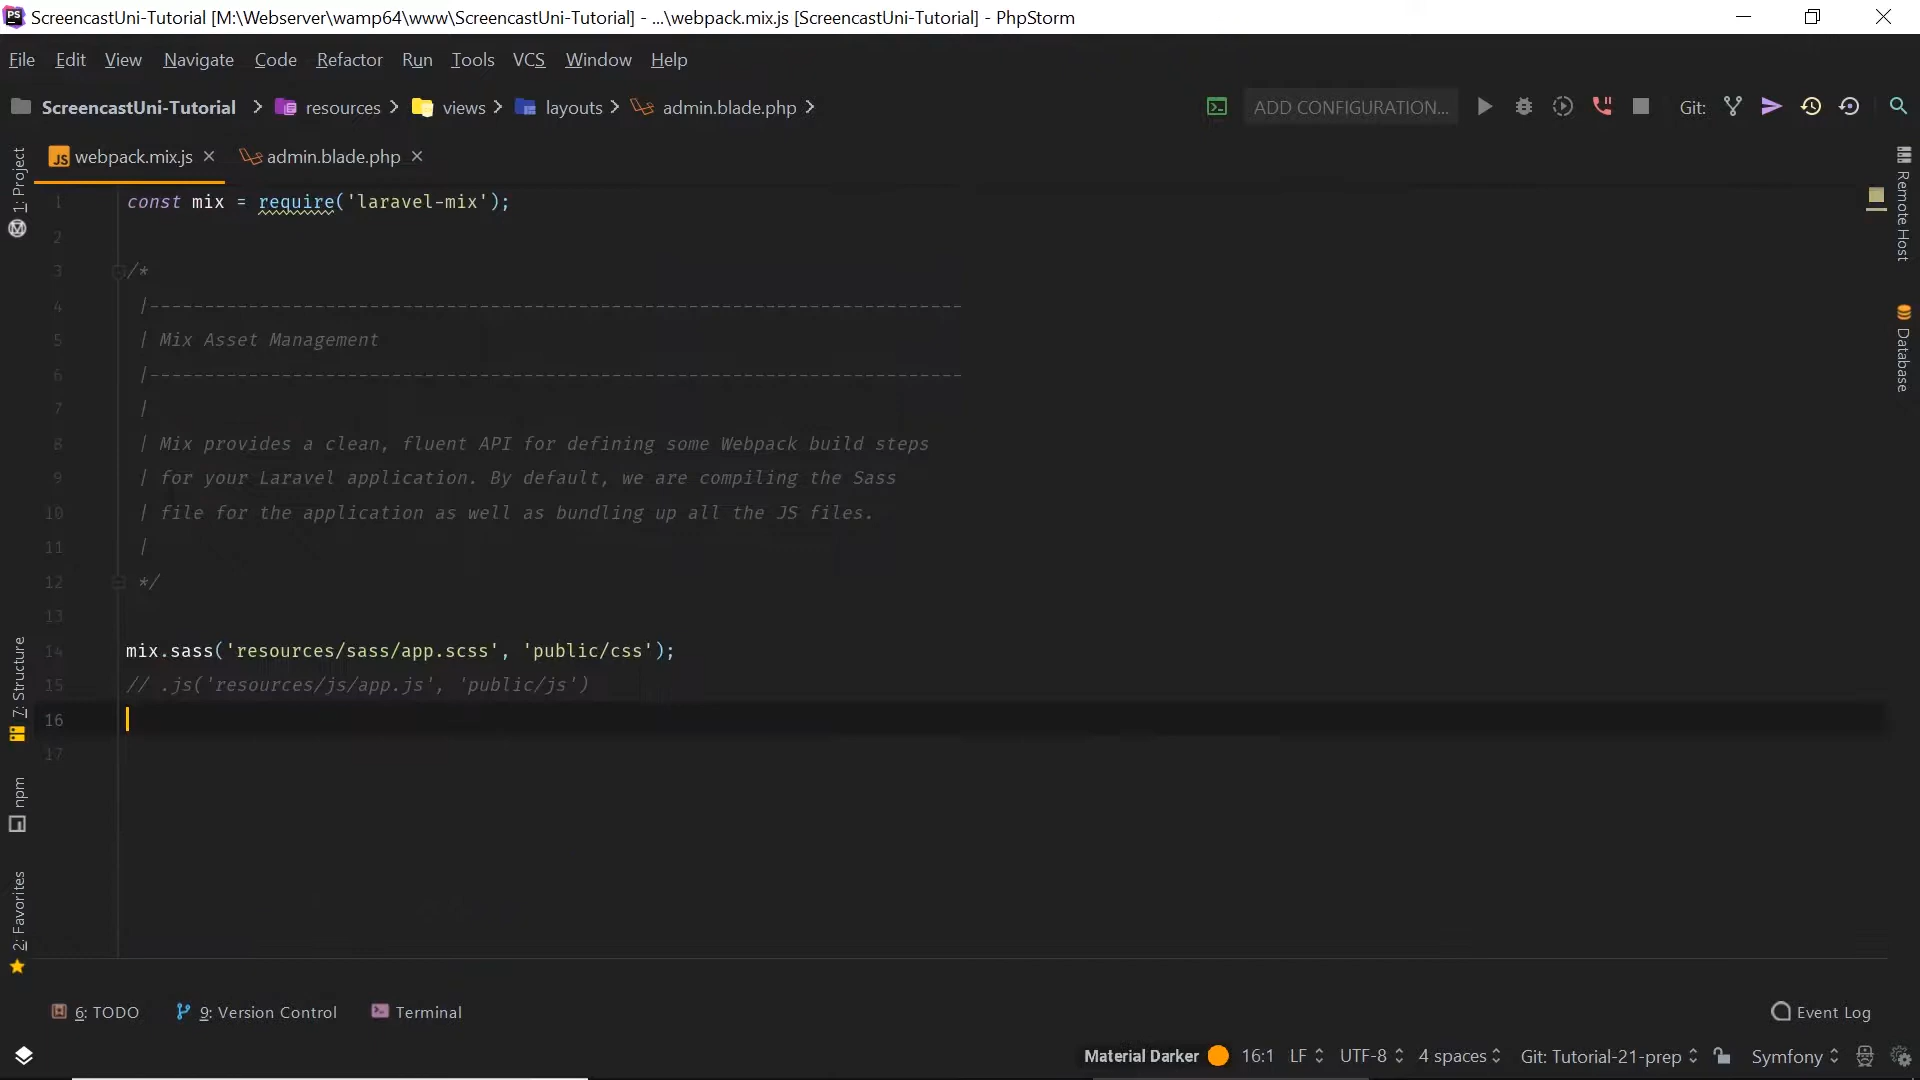 ScreencastUni-Tutorial [M:\Webserver\wamp64\www\ScreencastUni-Tutorial] - ...\webpack.mix.js [ScreencastUni-Tutorial] - PhpStorm
File Edit View Navigate Code Refactor Run Tools VCS Window Help
ScreencastUni-Tutorial resources views layouts admin.blade.php ADD CONFIGURATION... Git:
webpack.mix.js admin.blade.php
1: Project
Remote Host
Database
7: Structure
npm
2: Favorites
1 const mix = require('laravel-mix');
2
3 /*
4 |--------------------------------------------------------------------------
5 | Mix Asset Management
6 |--------------------------------------------------------------------------
7 |
8 | Mix provides a clean, fluent API for defining some Webpack build steps
9 | for your Laravel application. By default, we are compiling the Sass
10 | file for the application as well as bundling up all the JS files.
11 |
12 */
13
14 mix.sass('resources/sass/app.scss', 'public/css');
15 // .js('resources/js/app.js', 'public/js')
16
17
6: TODO 9: Version Control Terminal Event Log
Material Darker 16:1 LF UTF-8 4 spaces Git: Tutorial-21-prep Symfony